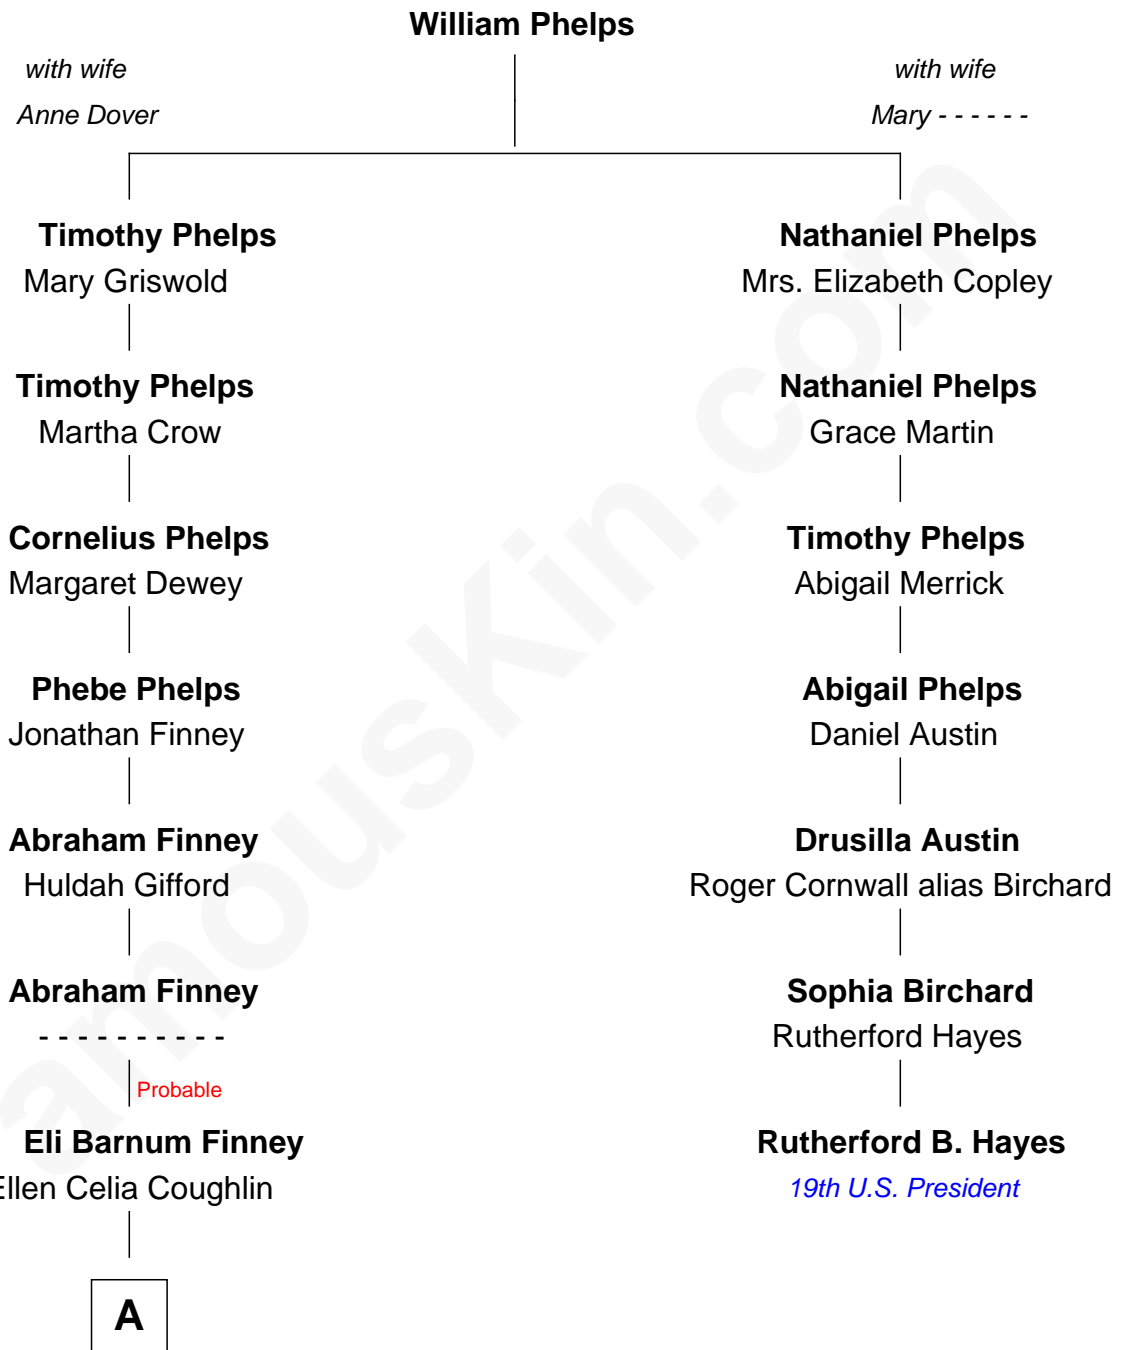 William Phelps
with wife
Anne Dover
with wife
Mary - - - - - -
Timothy Phelps
Mary Griswold
Nathaniel Phelps
Mrs. Elizabeth Copley
Timothy Phelps
Martha Crow
Nathaniel Phelps
Grace Martin
Cornelius Phelps
Margaret Dewey
Timothy Phelps
Abigail Merrick
Phebe Phelps
Jonathan Finney
Abigail Phelps
Daniel Austin
Abraham Finney
Huldah Gifford
Drusilla Austin
Roger Cornwall alias Birchard
Abraham Finney
- - - - - - - - - -
Sophia Birchard
Rutherford Hayes
Probable
Eli Barnum Finney
Ellen Celia Coughlin
Rutherford B. Hayes
19th U.S. President
A
amousKin.com